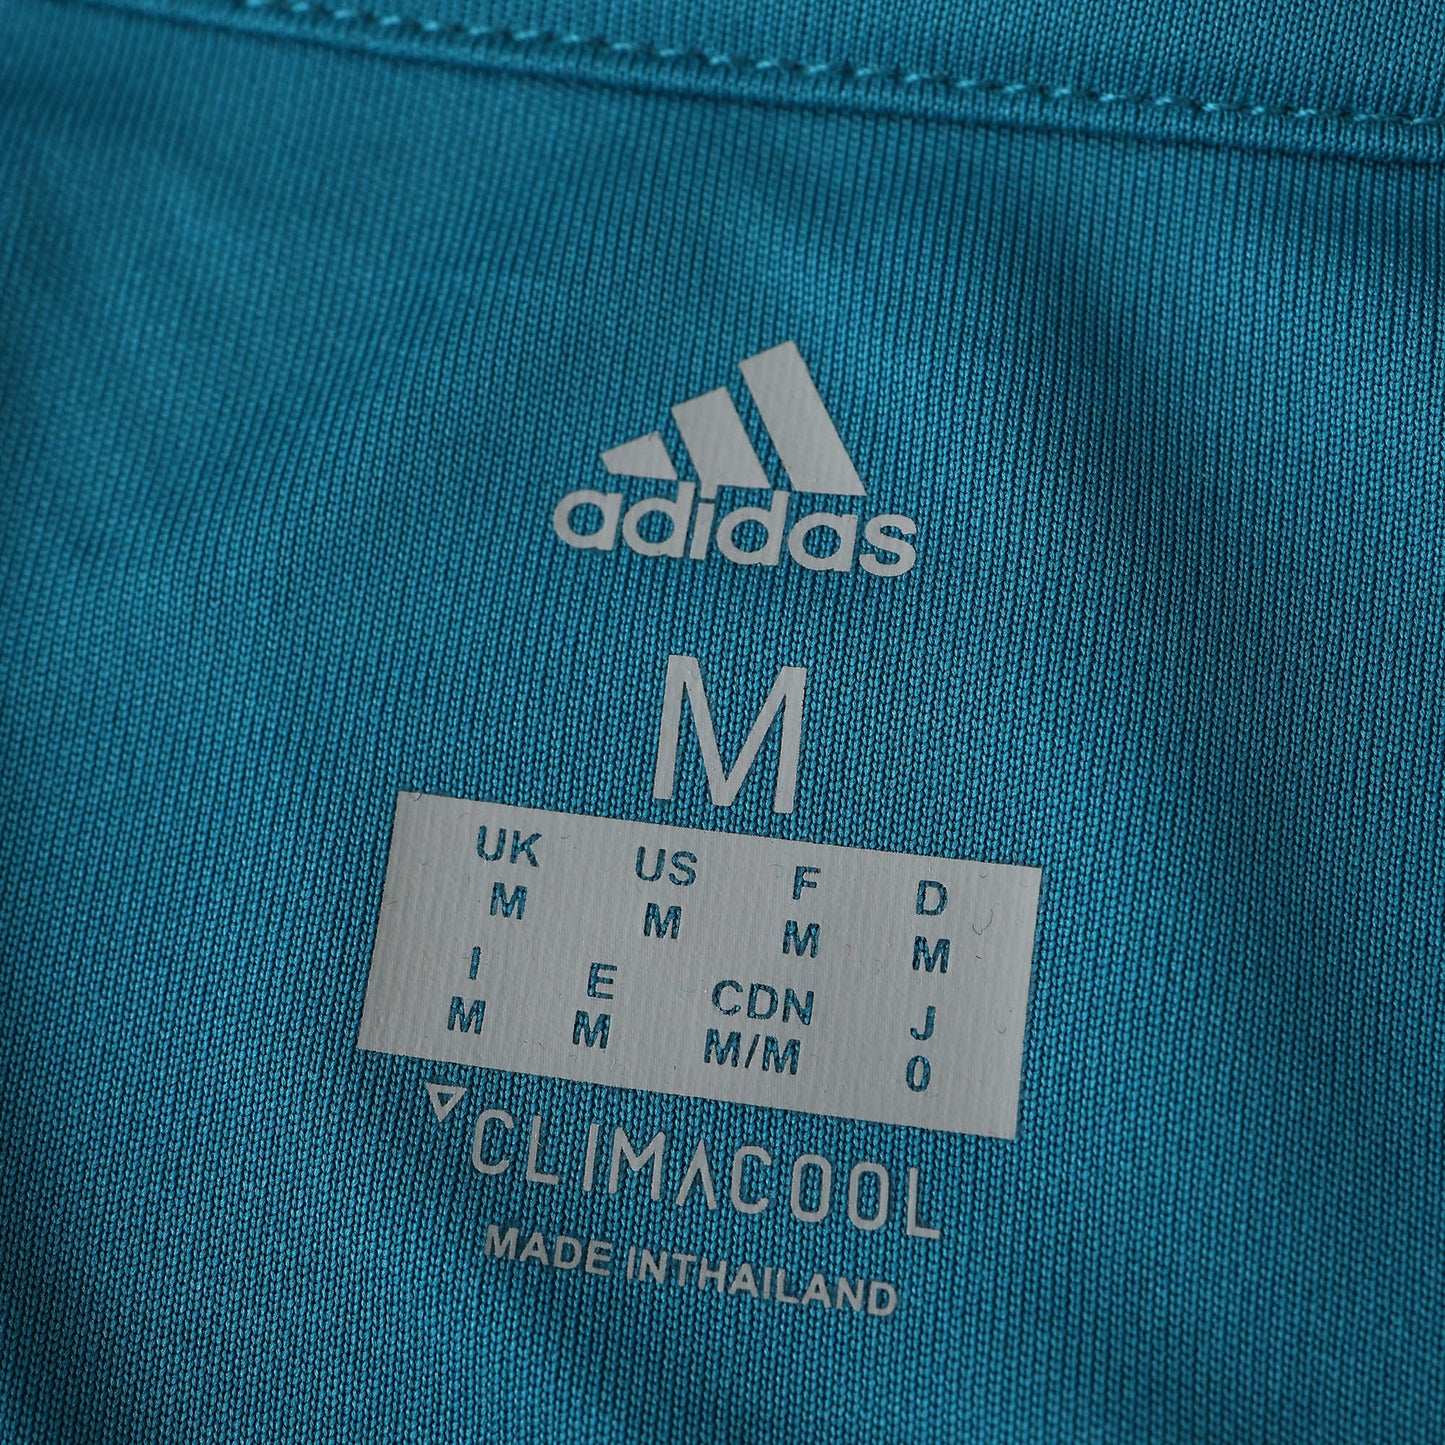 adidas
M
UK US F D
M M M M
I E CDN J
M M M/M O
CLIMACOOL
MADE INTHAILAND